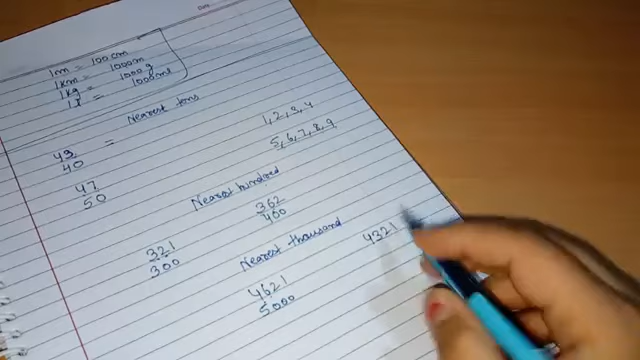 1m = 100cm
1km = 1000m
1kg = 1000g
1l = 1000ml
Nearest tens
1,2,3,4
5,6,7,8,9
43 =
40
47
50
Nearest hundred
362
400
321
300
Nearest thousand
4321
4621
5000